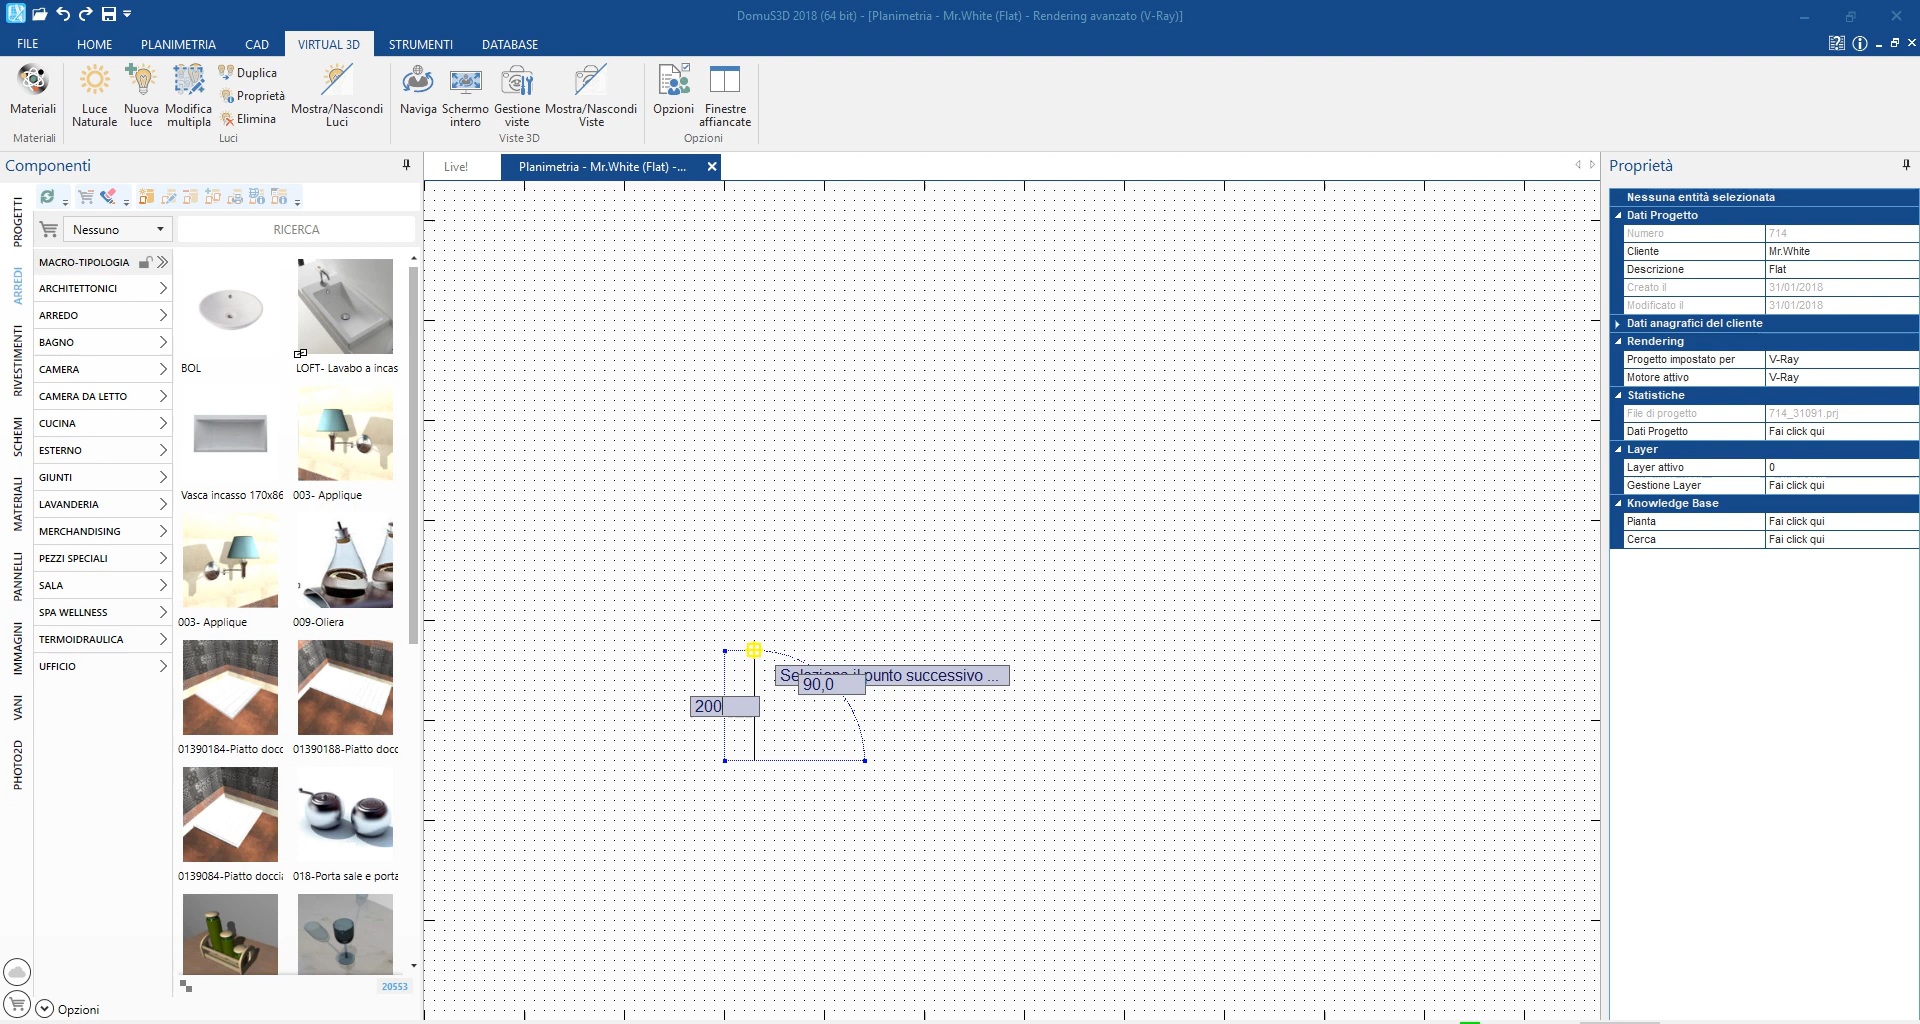 DomuS3D 2018 (64 bit) - [Planimetria - Mr.White (Flat) - Rendering avanzato (V-Ray)]
FILE HOME PLANIMETRIA CAD VIRTUAL 3D STRUMENTI DATABASE
Materiali
Luce Naturale
Nuova luce
Modifica multipla
Duplica
Proprietà
Elimina
Mostra/Nascondi Luci
Naviga
Schermo intero
Gestione viste
Mostra/Nascondi Viste
Opzioni
Finestre affiancate
Materiali
Luci
Viste 3D
Opzioni
Componenti
Live!
Planimetria - Mr.White (Flat) -...
Proprietà
PROGETTI
ARREDI
RIVESTIMENTI
SCHEMI
MATERIALI
PANNELLI
IMMAGINI
VANI
PHOTO2D
Nessuno
RICERCA
MACRO-TIPOLOGIA
ARCHITETTONICI
ARREDO
BAGNO
CAMERA
CAMERA DA LETTO
CUCINA
ESTERNO
GIUNTI
LAVANDERIA
MERCHANDISING
PEZZI SPECIALI
SALA
SPA WELLNESS
TERMOIDRAULICA
UFFICIO
BOL
LOFT- Lavabo a incas
Vasca incasso 170x86
003- Applique
003- Applique
009-Oliera
01390184-Piatto docc
01390188-Piatto docc
0139084-Piatto doccia
018-Porta sale e porta
20553
Opzioni
punto successivo ...
90,0
200
Nessuna entità selezionata
Dati Progetto
Numero 714
Cliente Mr.White
Descrizione Flat
Creato il 31/01/2018
Modificato il 31/01/2018
Dati anagrafici del cliente
Rendering
Progetto impostato per V-Ray
Motore attivo V-Ray
Statistiche
File di progetto 714_31091.prj
Dati Progetto Fai click qui
Layer
Layer attivo 0
Gestione Layer Fai click qui
Knowledge Base
Pianta Fai click qui
Cerca Fai click qui